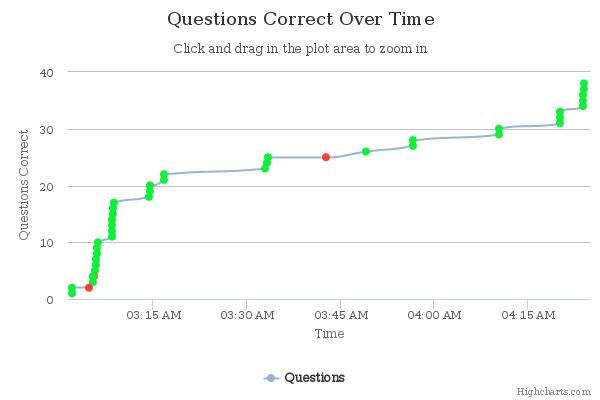 Questions Correct Over Time
Click and drag in the plot area to zoom in
Questions Correct
40
30
20
10
0
03:15 AM 03:30 AM 03:45 AM 04:00 AM 04:15 AM
Time
Questions
Highcharts.com